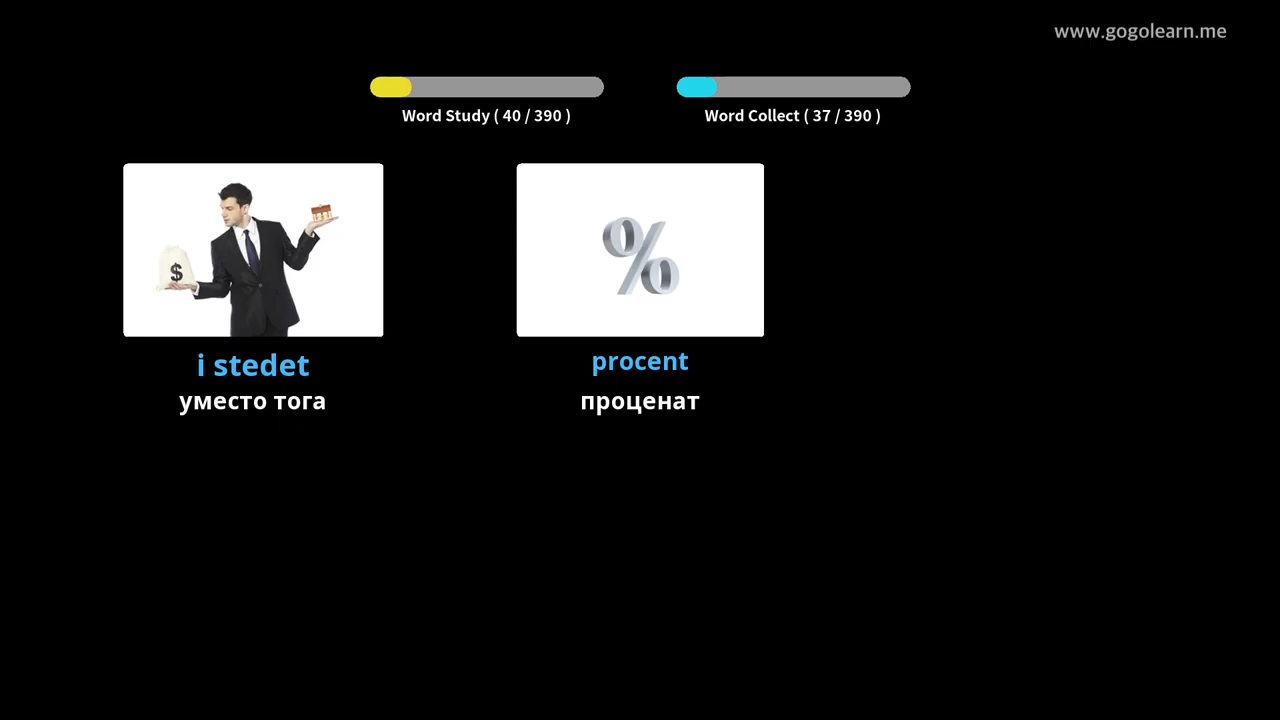 www.gogolearn.me
Word Study ( 40 / 390 )
Word Collect ( 37 / 390 )
$
%
i stedet
уместо тога
procent
проценат